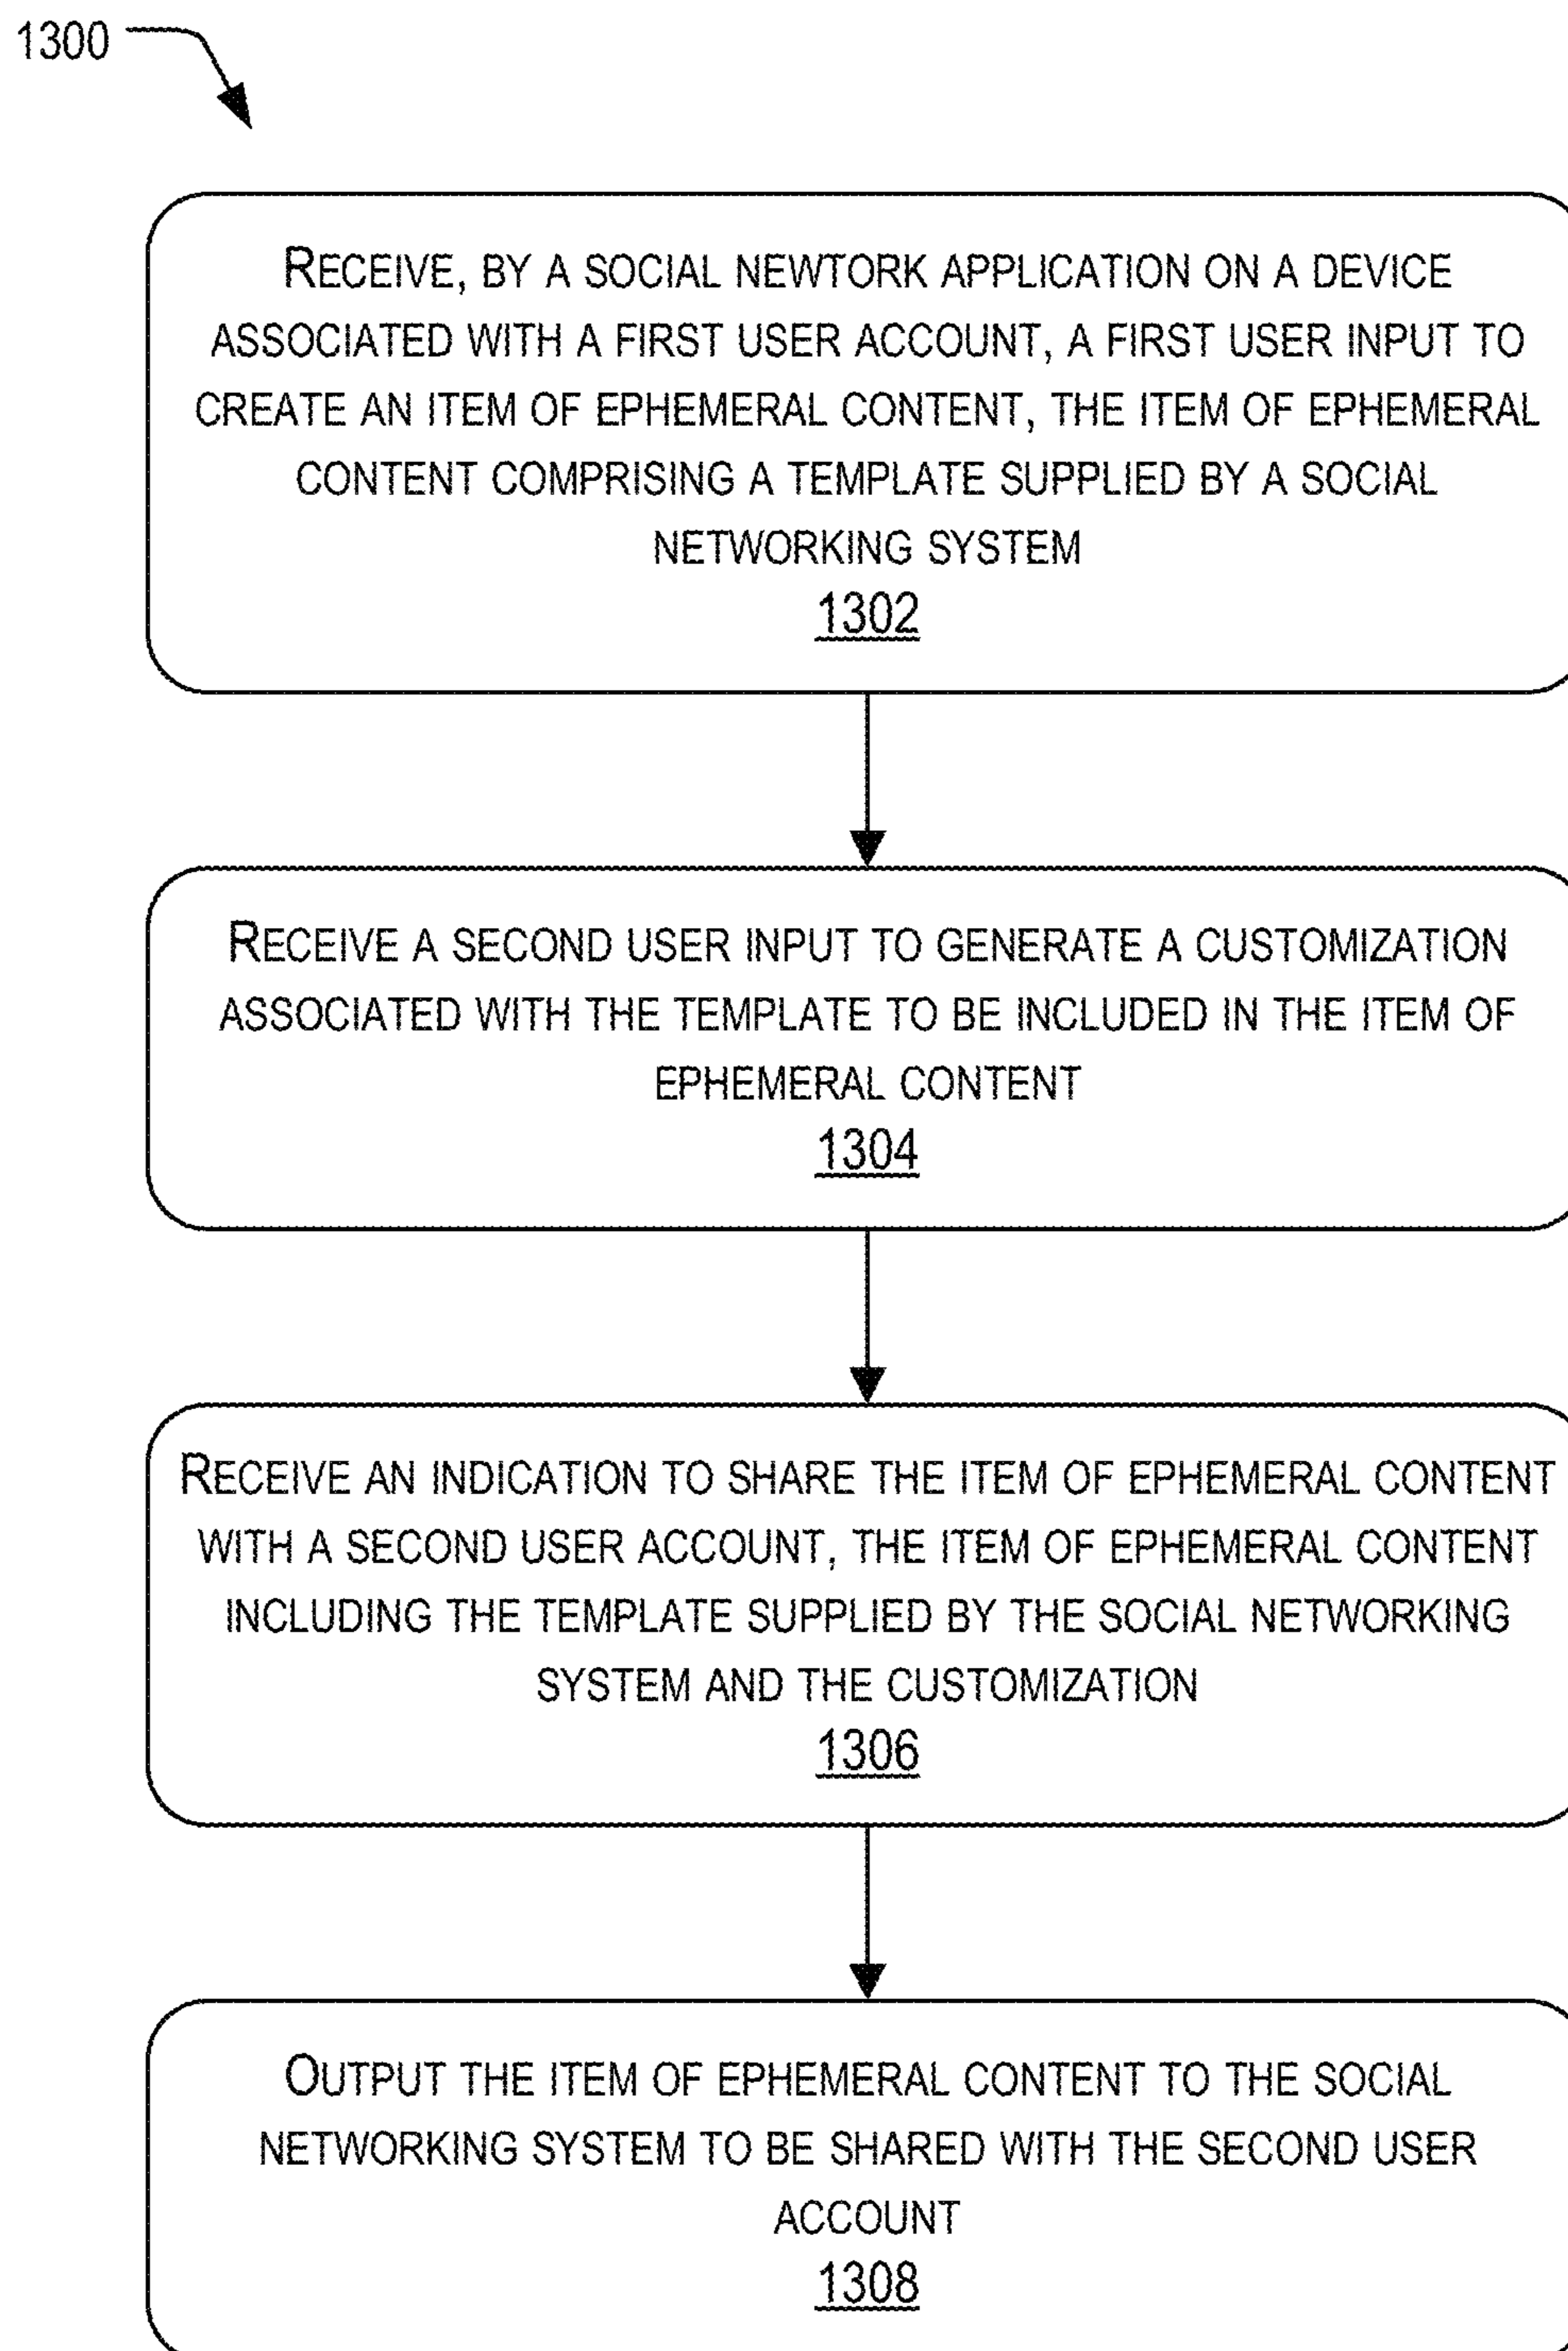 1300
RECEIVE, BY A SOCIAL NEWTORK APPLICATION ON A DEVICE
ASSOCIATED WITH A FIRST USER ACCOUNT, A FIRST USER INPUT TO
CREATE AN ITEM OF EPHEMERAL CONTENT, THE ITEM OF EPHEMERAL
CONTENT COMPRISING A TEMPLATE SUPPLIED BY A SOCIAL
NETWORKING SYSTEM
1302
RECEIVE A SECOND USER INPUT TO GENERATE A CUSTOMIZATION
ASSOCIATED WITH THE TEMPLATE TO BE INCLUDED IN THE ITEM OF
EPHEMERAL CONTENT
1304
RECEIVE AN INDICATION TO SHARE THE ITEM OF EPHEMERAL CONTENT
WITH A SECOND USER ACCOUNT, THE ITEM OF EPHEMERAL CONTENT
INCLUDING THE TEMPLATE SUPPLIED BY THE SOCIAL NETWORKING
SYSTEM AND THE CUSTOMIZATION
1306
OUTPUT THE ITEM OF EPHEMERAL CONTENT TO THE SOCIAL
NETWORKING SYSTEM TO BE SHARED WITH THE SECOND USER
ACCOUNT
1308